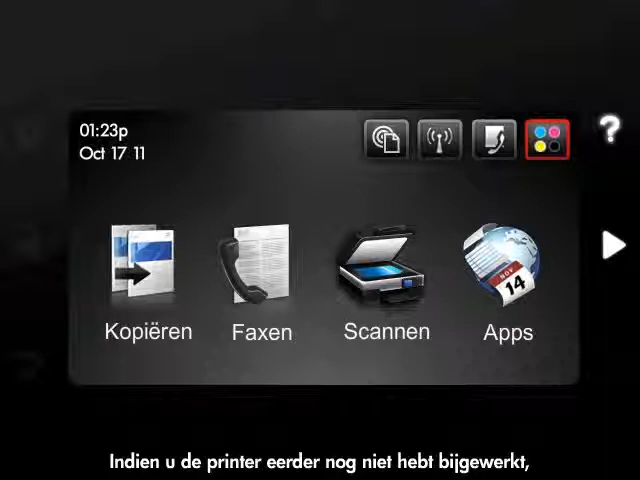 01:23p
Oct 17 11
?
NOV
14
Kopiëren
Faxen
Scannen
Apps
Indien u de printer eerder nog niet hebt bijgewerkt,